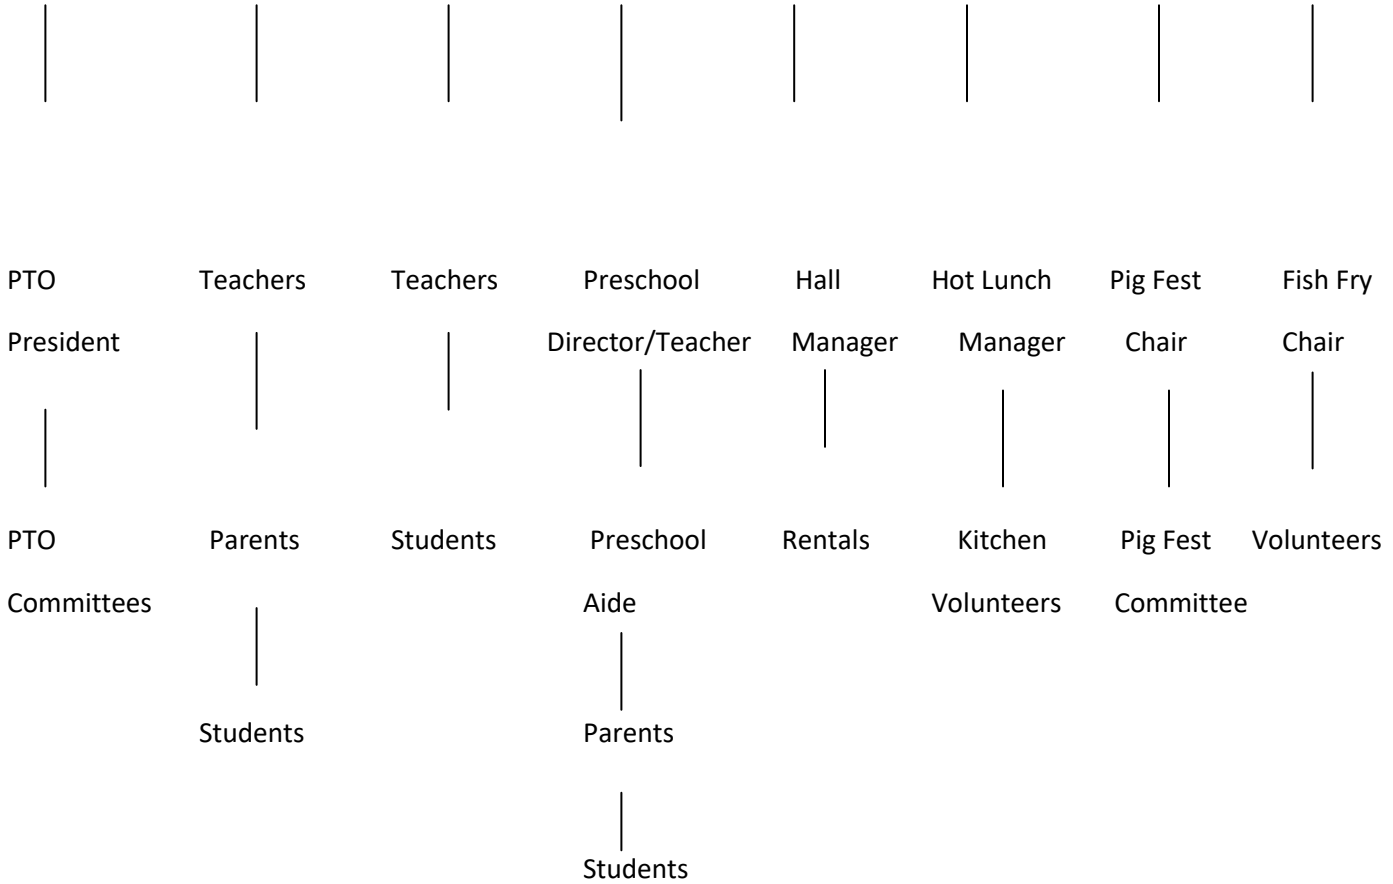 PTO Teachers Teachers Preschool Hall Hot Lunch Pig Fest Fish Fry
President Director/Teacher Manager Manager Chair Chair
PTO Parents Students Preschool Rentals Kitchen Pig Fest Volunteers
Committees Aide Volunteers Committee
Students Parents
Students